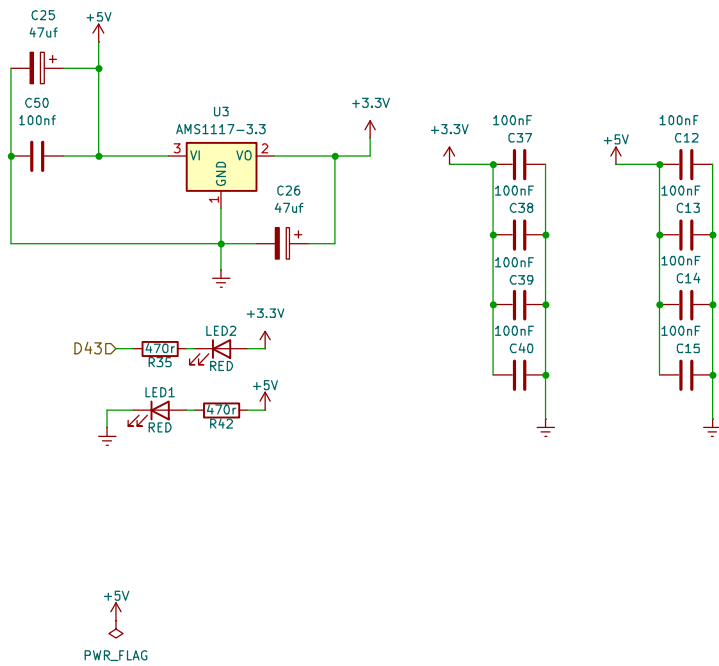 C25
47uf
+5V
C50
100nf
U3
AMS1117-3.3
3
VI
VO
2
GND
1
+3.3V
C26
47uf
+3.3V
100nF
C37
100nF
C38
100nF
C39
100nF
C40
+5V
100nF
C12
100nF
C13
100nF
C14
100nF
C15
D43
470r
R35
LED2
RED
+3.3V
LED1
RED
470r
R42
+5V
+5V
PWR_FLAG